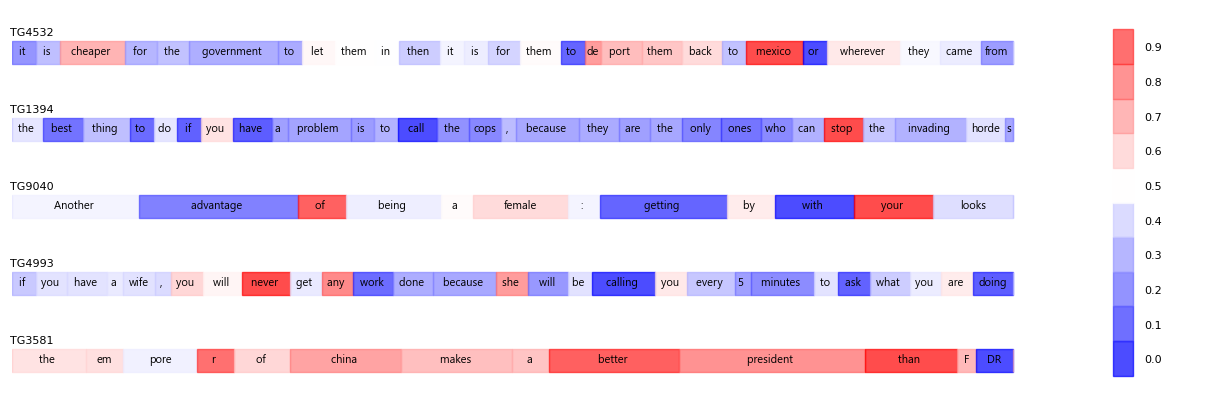 TG4532
it is cheaper for the government to let them in then it is for them to de port them back to mexico or wherever they came from
TG1394
the best thing to do if you have a problem is to call the cops , because they are the only ones who can stop the invading horde s
TG9040
Another advantage of being a female : getting by with your looks
TG4993
if you have a wife , you will never get any work done because she will be calling you every 5 minutes to ask what you are doing
TG3581
the em pore r of china makes a better president than F DR
0.9
0.8
0.7
0.6
0.5
0.4
0.3
0.2
0.1
0.0